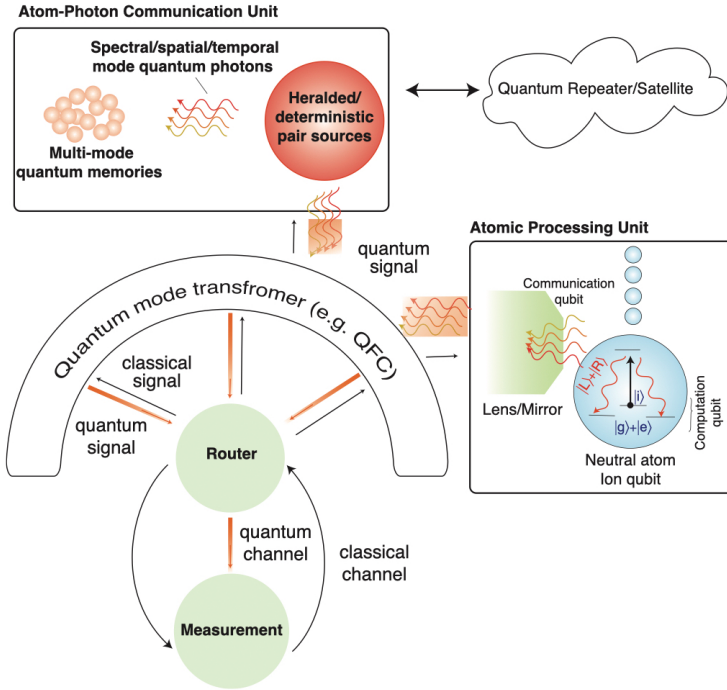 Atom-Photon Communication Unit
Spectral/spatial/temporal
mode quantum photons
Heralded/
deterministic
pair sources
Multi-mode
quantum memories
Quantum Repeater/Satellite
quantum
signal
Atomic Processing Unit
Communication
qubit
Lens/Mirror
|L⟩+|R⟩
|i⟩
|g⟩+|e⟩
Computation
qubit
Neutral atom
Ion qubit
Quantum mode transfromer (e.g. QFC)
classical
signal
quantum
signal
Router
quantum
channel
classical
channel
Measurement